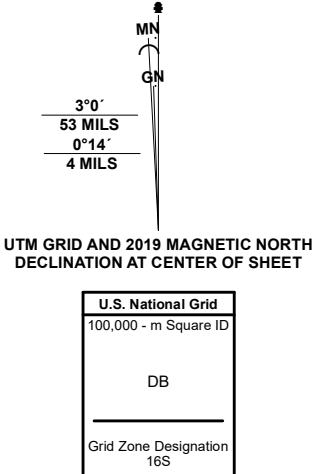 MN
GN
3°0´
53 MILS
0°14´
4 MILS
UTM GRID AND 2019 MAGNETIC NORTH
DECLINATION AT CENTER OF SHEET
U.S. National Grid
100,000 - m Square ID
DB
Grid Zone Designation
16S